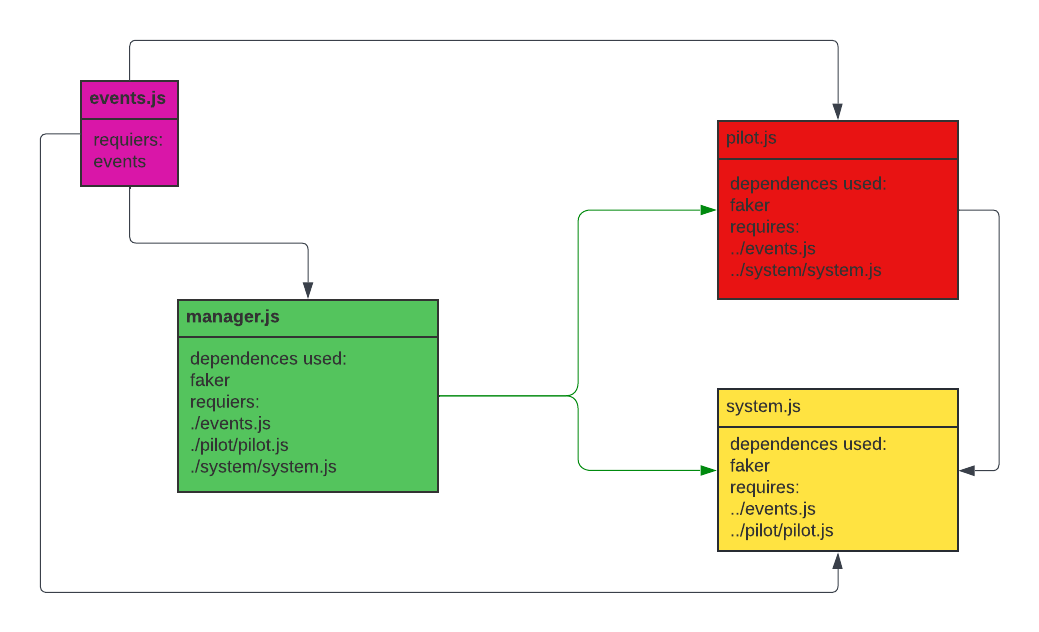 events.js
requiers:
events
pilot.js
dependences used:
faker
requires:
../events.js
../system/system.js
manager.js
dependences used:
faker
requiers:
./events.js
./pilot/pilot.js
./system/system.js
system.js
dependences used:
faker
requires:
../events.js
../pilot/pilot.js